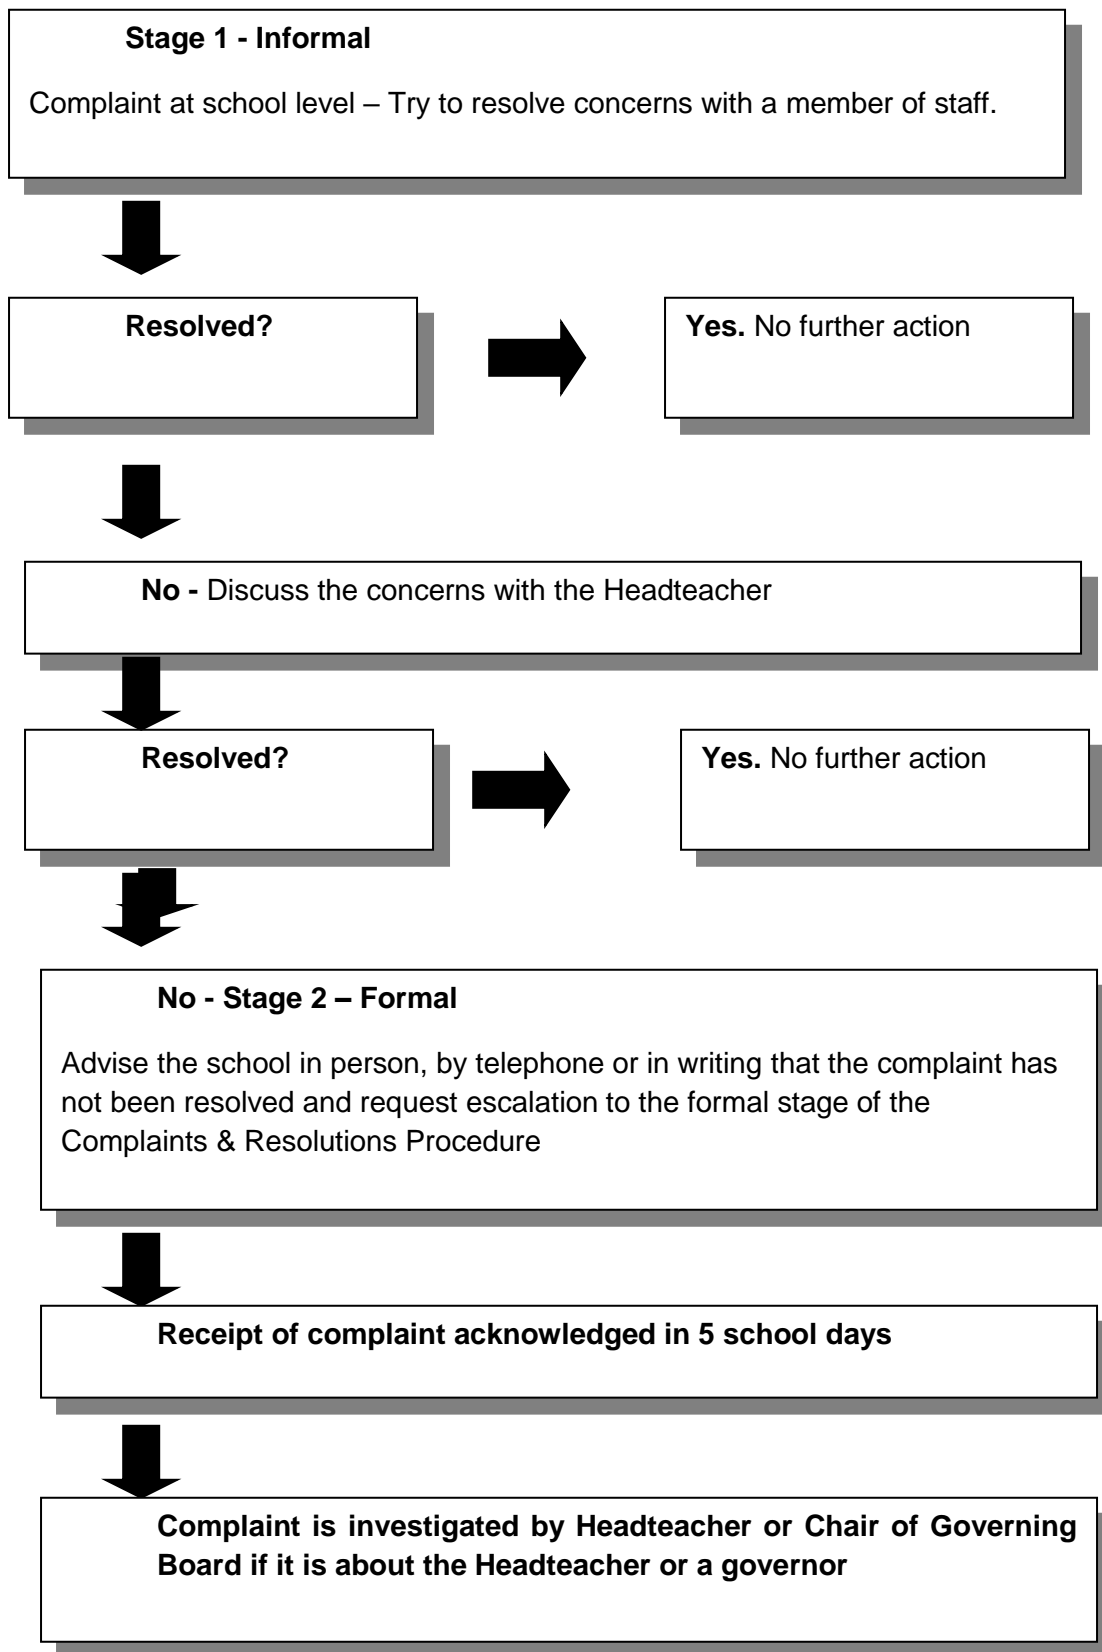 Stage 1 - Informal
Complaint at school level – Try to resolve concerns with a member of staff.
Resolved?
Yes. No further action
No - Discuss the concerns with the Headteacher
Resolved?
Yes. No further action
No - Stage 2 – Formal
Advise the school in person, by telephone or in writing that the complaint has
not been resolved and request escalation to the formal stage of the
Complaints & Resolutions Procedure
Receipt of complaint acknowledged in 5 school days
Complaint is investigated by Headteacher or Chair of Governing
Board if it is about the Headteacher or a governor